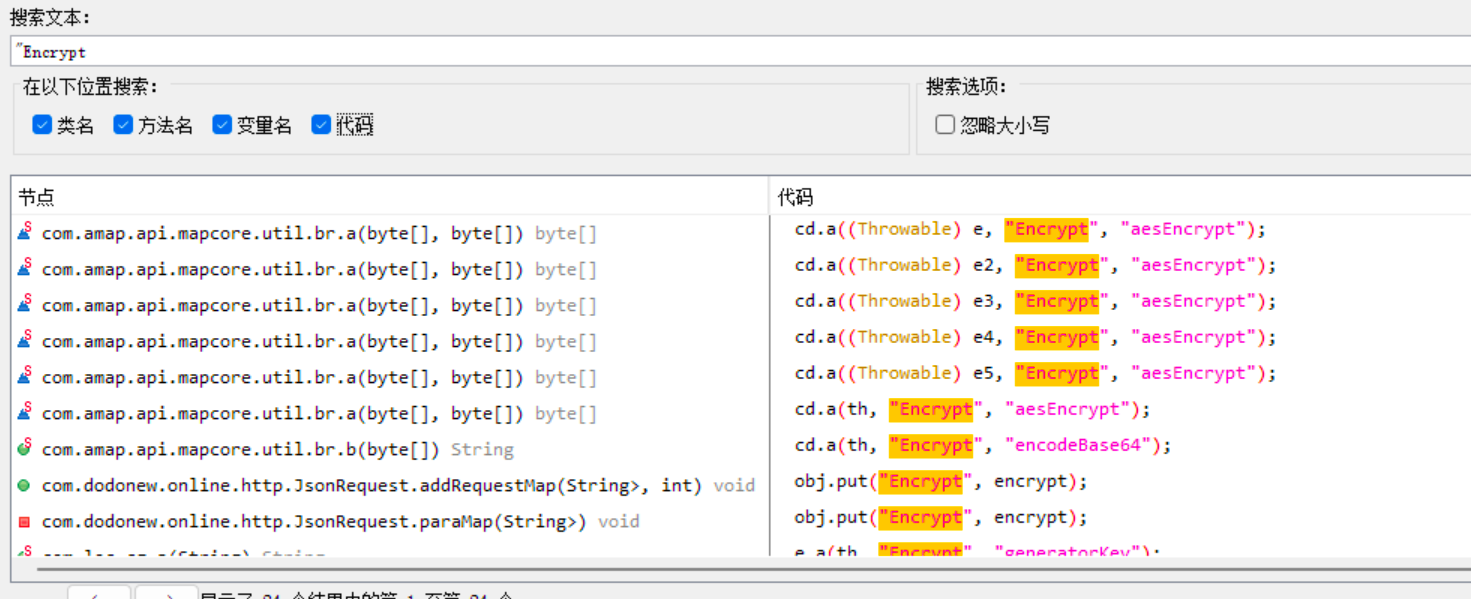 搜索文本：
"Encrypt
在以下位置搜索： 搜索选项：
类名 方法名 变量名 代码 忽略大小写
节点 代码
com.amap.api.mapcore.util.br.a(byte[], byte[]) byte[] cd.a((Throwable) e, "Encrypt", "aesEncrypt");
com.amap.api.mapcore.util.br.a(byte[], byte[]) byte[] cd.a((Throwable) e2, "Encrypt", "aesEncrypt");
com.amap.api.mapcore.util.br.a(byte[], byte[]) byte[] cd.a((Throwable) e3, "Encrypt", "aesEncrypt");
com.amap.api.mapcore.util.br.a(byte[], byte[]) byte[] cd.a((Throwable) e4, "Encrypt", "aesEncrypt");
com.amap.api.mapcore.util.br.a(byte[], byte[]) byte[] cd.a((Throwable) e5, "Encrypt", "aesEncrypt");
com.amap.api.mapcore.util.br.a(byte[], byte[]) byte[] cd.a(th, "Encrypt", "aesEncrypt");
com.amap.api.mapcore.util.br.b(byte[]) String cd.a(th, "Encrypt", "encodeBase64");
com.dodonew.online.http.JsonRequest.addRequestMap(String>, int) void obj.put("Encrypt", encrypt);
com.dodonew.online.http.JsonRequest.paraMap(String>) void obj.put("Encrypt", encrypt);
e.a(th, "Encrypt", "generatorKey");